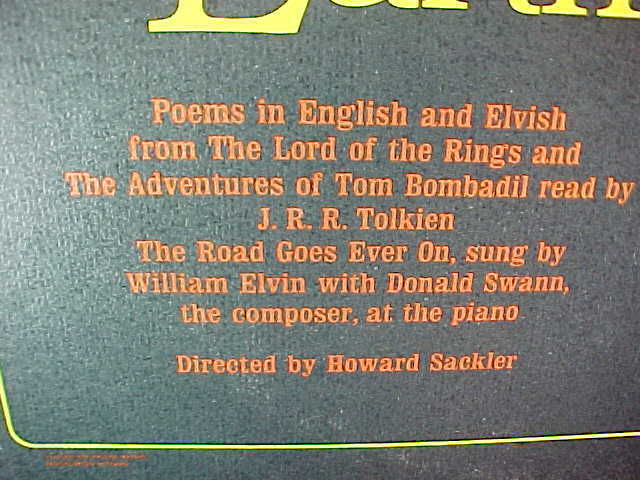 Earth
Poems in English and Elvish
from The Lord of the Rings and
The Adventures of Tom Bombadil read by
J. R. R. Tolkien
The Road Goes Ever On, sung by
William Elvin with Donald Swann,
the composer, at the piano
Directed by Howard Sackler